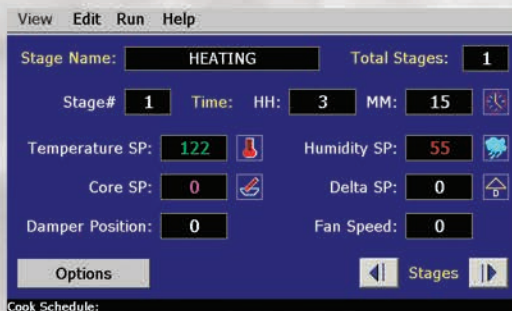 View Edit Run Help
Stage Name: HEATING Total Stages: 1
Stage# 1 Time: HH: 3 MM: 15
Temperature SP: 122 Humidity SP: 55
Core SP: 0 Delta SP: 0 D
Damper Position: 0 Fan Speed: 0
Options Stages
Cook Schedule: